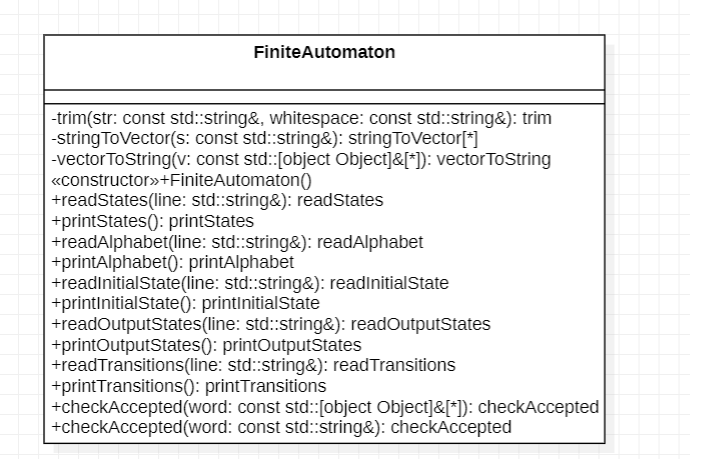 FiniteAutomaton
-trim(str: const std::string&, whitespace: const std::string&): trim
-stringToVector(s: const std::string&): stringToVector[*]
-vectorToString(v: const std::[object Object]&[*]): vectorToString
«constructor»+FiniteAutomaton()
+readStates(line: std::string&): readStates
+printStates(): printStates
+readAlphabet(line: std::string&): readAlphabet
+printAlphabet(): printAlphabet
+readInitialState(line: std::string&): readInitialState
+printInitialState(): printInitialState
+readOutputStates(line: std::string&): readOutputStates
+printOutputStates(): printOutputStates
+readTransitions(line: std::string&): readTransitions
+printTransitions(): printTransitions
+checkAccepted(word: const std::[object Object]&[*]): checkAccepted
+checkAccepted(word: const std::string&): checkAccepted